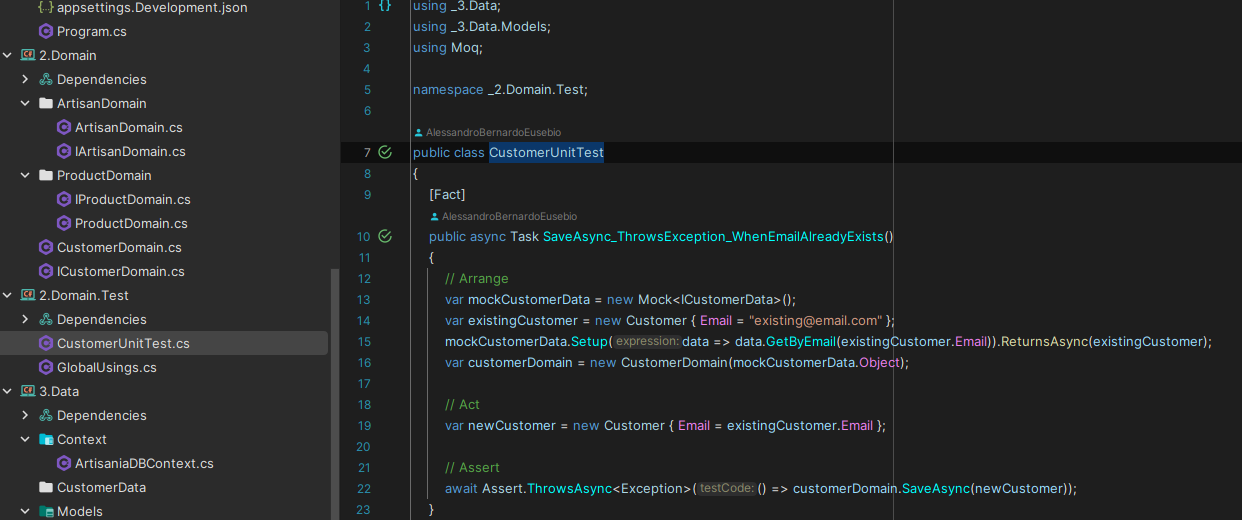 appsettings.Development.json
Program.cs
2.Domain
Dependencies
ArtisanDomain
ArtisanDomain.cs
IArtisanDomain.cs
ProductDomain
IProductDomain.cs
ProductDomain.cs
CustomerDomain.cs
ICustomerDomain.cs
2.Domain.Test
Dependencies
CustomerUnitTest.cs
GlobalUsings.cs
3.Data
Dependencies
Context
ArtisaniaDBContext.cs
CustomerData
Models
1 {} using _3.Data;
2 using _3.Data.Models;
3 using Moq;
4
5 namespace _2.Domain.Test;
6
AlessandroBernardoEusebio
7 public class CustomerUnitTest
8 {
9 [Fact]
AlessandroBernardoEusebio
10 public async Task SaveAsync_ThrowsException_WhenEmailAlreadyExists()
11 {
12 // Arrange
13 var mockCustomerData = new Mock<ICustomerData>();
14 var existingCustomer = new Customer { Email = "existing@email.com" };
15 mockCustomerData.Setup( expression: data => data.GetByEmail(existingCustomer.Email)).ReturnsAsync(existingCustomer);
16 var customerDomain = new CustomerDomain(mockCustomerData.Object);
17
18 // Act
19 var newCustomer = new Customer { Email = existingCustomer.Email };
20
21 // Assert
22 await Assert.ThrowsAsync<Exception>( testCode: () => customerDomain.SaveAsync(newCustomer));
23 }